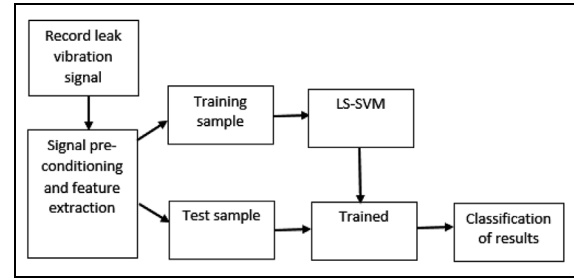 Record leak
vibration
signal
Signal pre-
conditioning
and feature
extraction
Training
sample
LS-SVM
Test sample
Trained
Classification
of results